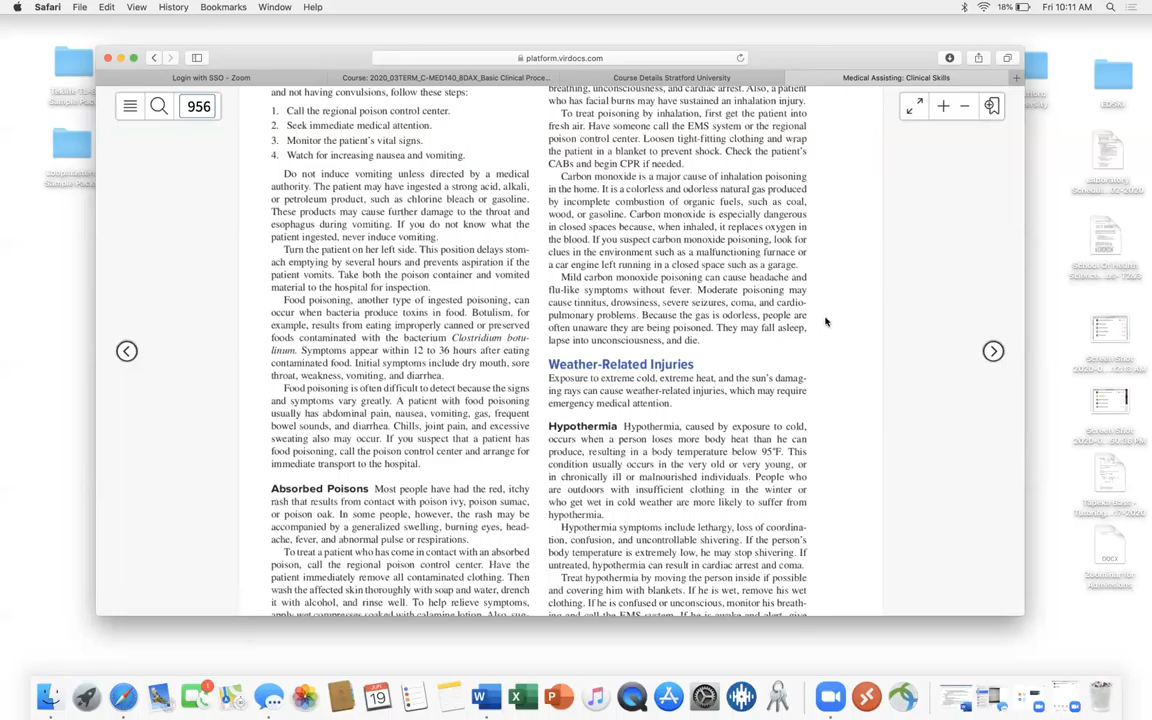 Safari File Edit View History Bookmarks Window Help
18% Fri 10:11 AM
platform.virdocs.com
Login with SSO - Zoom
Course: 2020_03TERM_C-MED140_8DAX_Basic Clinical Proce...
Course Details Stratford University
Medical Assisting: Clinical Skills
956
and not having convulsions, follow these steps:
1. Call the regional poison control center.
2. Seek immediate medical attention.
3. Monitor the patient's vital signs.
4. Watch for increasing nausea and vomiting.
Do not induce vomiting unless directed by a medical
authority. The patient may have ingested a strong acid, alkali,
or petroleum product, such as chlorine bleach or gasoline.
These products may cause further damage to the throat and
esophagus during vomiting. If you do not know what the
patient ingested, never induce vomiting.
Turn the patient on her left side. This position delays stom-
ach emptying by several hours and prevents aspiration if the
patient vomits. Take both the poison container and vomited
material to the hospital for inspection.
Food poisoning, another type of ingested poisoning, can
occur when bacteria produce toxins in food. Botulism, for
example, results from eating improperly canned or preserved
foods contaminated with the bacterium Clostridium botu-
linum. Symptoms appear within 12 to 36 hours after eating
contaminated food. Initial symptoms include dry mouth, sore
throat, weakness, vomiting, and diarrhea.
Food poisoning is often difficult to detect because the signs
and symptoms vary greatly. A patient with food poisoning
usually has abdominal pain, nausea, vomiting, gas, frequent
bowel sounds, and diarrhea. Chills, joint pain, and excessive
sweating also may occur. If you suspect that a patient has
food poisoning, call the poison control center and arrange for
immediate transport to the hospital.
Absorbed Poisons Most people have had the red, itchy
rash that results from contact with poison ivy, poison sumac,
or poison oak. In some people, however, the rash may be
accompanied by a generalized swelling, burning eyes, head-
ache, fever, and abnormal pulse or respirations.
To treat a patient who has come in contact with an absorbed
poison, call the regional poison control center. Have the
patient immediately remove all contaminated clothing. Then
wash the affected skin thoroughly with soap and water, drench
it with alcohol, and rinse well. To help relieve symptoms,
apply wet compresses soaked with calamine lotion. Also, sug-
breathing, unconsciousness, and cardiac arrest. Also, a patient
who has facial burns may have sustained an inhalation injury.
To treat poisoning by inhalation, first get the patient into
fresh air. Have someone call the EMS system or the regional
poison control center. Loosen tight-fitting clothing and wrap
the patient in a blanket to prevent shock. Check the patient's
CABs and begin CPR if needed.
Carbon monoxide is a major cause of inhalation poisoning
in the home. It is a colorless and odorless natural gas produced
by incomplete combustion of organic fuels, such as coal,
wood, or gasoline. Carbon monoxide is especially dangerous
in closed spaces because, when inhaled, it replaces oxygen in
the blood. If you suspect carbon monoxide poisoning, look for
clues in the environment such as a malfunctioning furnace or
a car engine left running in a closed space such as a garage.
Mild carbon monoxide poisoning can cause headache and
flu-like symptoms without fever. Moderate poisoning may
cause tinnitus, drowsiness, severe seizures, coma, and cardio-
pulmonary problems. Because the gas is odorless, people are
often unaware they are being poisoned. They may fall asleep,
lapse into unconsciousness, and die.
Weather-Related Injuries
Exposure to extreme cold, extreme heat, and the sun's damag-
ing rays can cause weather-related injuries, which may require
emergency medical attention.
Hypothermia Hypothermia, caused by exposure to cold,
occurs when a person loses more body heat than he can
produce, resulting in a body temperature below 95°F. This
condition usually occurs in the very old or very young, or
in chronically ill or malnourished individuals. People who
are outdoors with insufficient clothing in the winter or
who get wet in cold weather are more likely to suffer from
hypothermia.
Hypothermia symptoms include lethargy, loss of coordina-
tion, confusion, and uncontrollable shivering. If the person's
body temperature is extremely low, he may stop shivering. If
untreated, hypothermia can result in cardiac arrest and coma.
Treat hypothermia by moving the person inside if possible
and covering him with blankets. If he is wet, remove his wet
clothing. If he is confused or unconscious, monitor his breath-
ing and call the EMS system. If he is awake and alert, give
EDSKI
DOCX
JUN
19
1